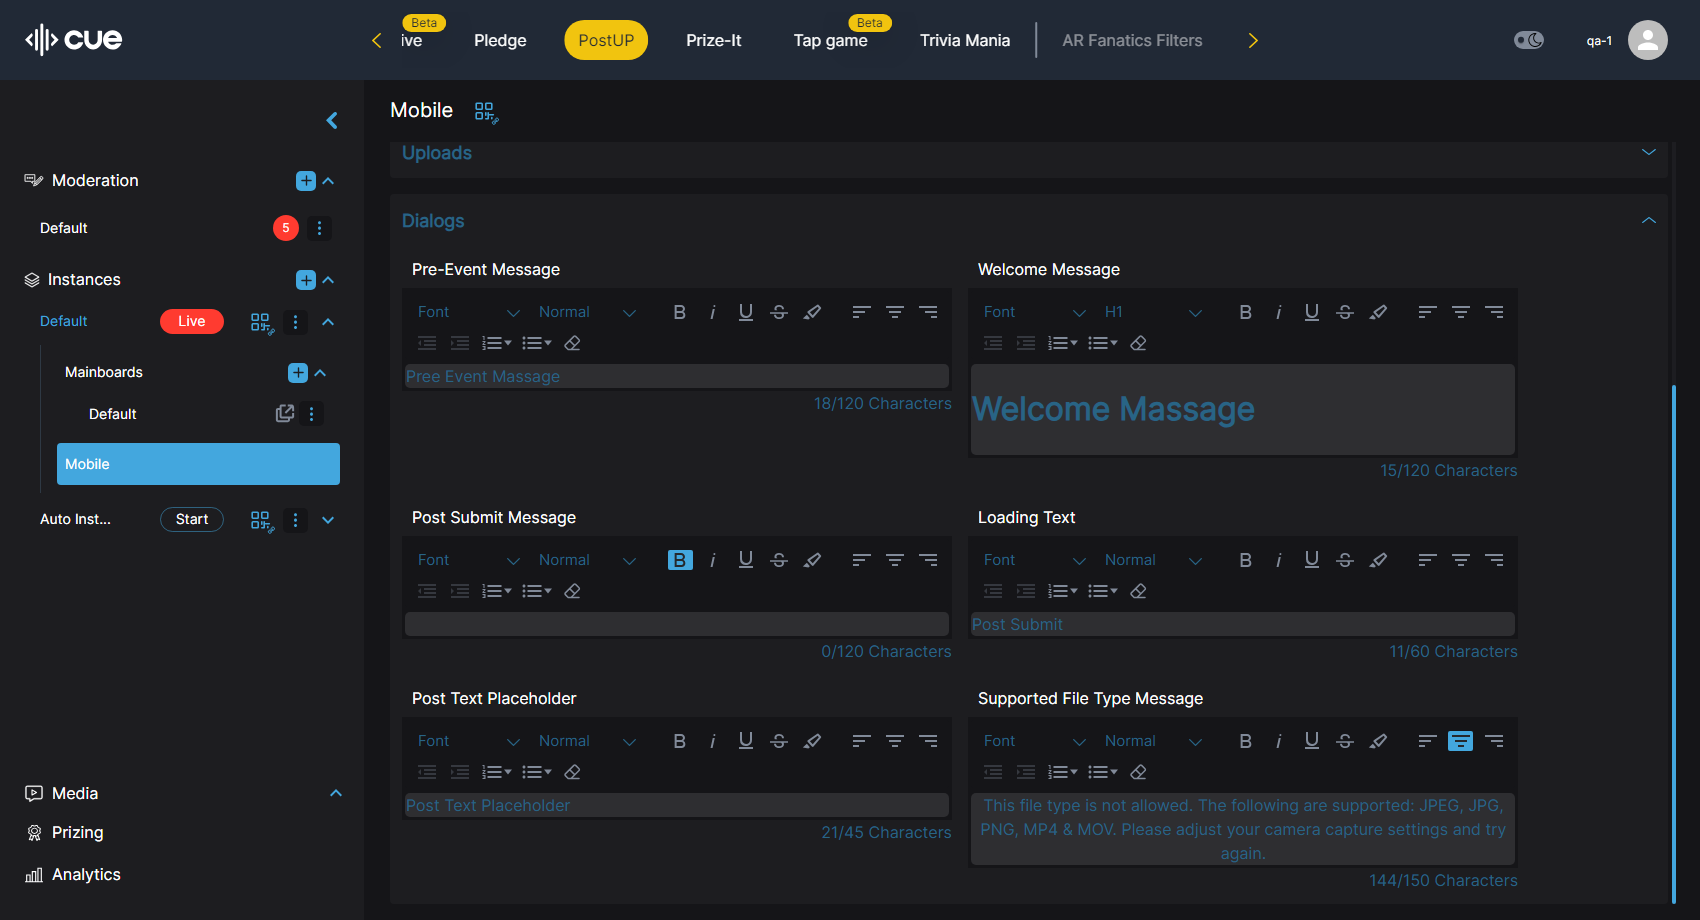 cue
ive
Beta
Pledge
PostUP
Prize-It
Tap game
Beta
Trivia Mania
AR Fanatics Filters
qa-1
Moderation
Default
5
Instances
Default
Live
Mainboards
Default
Mobile
Auto Inst...
Start
Media
Prizing
Analytics
Mobile
Uploads
Dialogs
Pre-Event Message
Font
Normal
B i U S
Pree Event Massage
18/120 Characters
Welcome Message
Font
H1
B i U S
Welcome Massage
15/120 Characters
Post Submit Message
Font
Normal
B i U S
0/120 Characters
Loading Text
Font
Normal
B i U S
Post Submit
11/60 Characters
Post Text Placeholder
Font
Normal
B i U S
Post Text Placeholder
21/45 Characters
Supported File Type Message
Font
Normal
B i U S
This file type is not allowed. The following are supported: JPEG, JPG,
PNG, MP4 & MOV. Please adjust your camera capture settings and try
again.
144/150 Characters